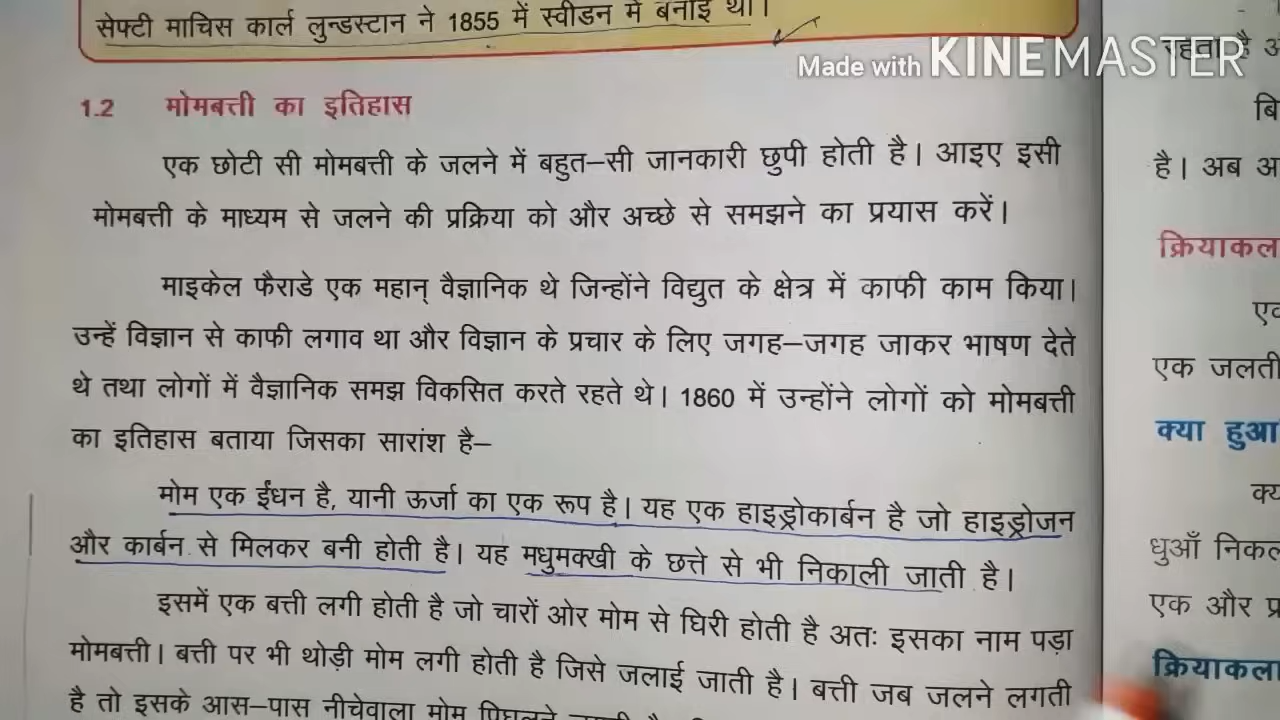 सेफ्टी माचिस कार्ल लुन्डस्टान ने 1855 में स्वीडन में बनाई थी।
Made with KINEMASTER
रहता है
1.2 मोमबत्ती का इतिहास
एक छोटी सी मोमबत्ती के जलने में बहुत–सी जानकारी छुपी होती है। आइए इसी
मोमबत्ती के माध्यम से जलने की प्रक्रिया को और अच्छे से समझने का प्रयास करें।
माइकेल फैराडे एक महान् वैज्ञानिक थे जिन्होंने विद्युत के क्षेत्र में काफी काम किया।
उन्हें विज्ञान से काफी लगाव था और विज्ञान के प्रचार के लिए जगह–जगह जाकर भाषण देते
थे तथा लोगों में वैज्ञानिक समझ विकसित करते रहते थे। 1860 में उन्होंने लोगों को मोमबत्ती
का इतिहास बताया जिसका सारांश है–
मोम एक ईंधन है, यानी ऊर्जा का एक रूप है। यह एक हाइड्रोकार्बन है जो हाइड्रोजन
और कार्बन से मिलकर बनी होती है। यह मधुमक्खी के छत्ते से भी निकाली जाती है।
इसमें एक बत्ती लगी होती है जो चारों ओर मोम से घिरी होती है अतः इसका नाम पड़ा
मोमबत्ती। बत्ती पर भी थोड़ी मोम लगी होती है जिसे जलाई जाती है। बत्ती जब जलने लगती
है तो इसके आस–पास नीचेवाला मोम पिघलने
है। अब
एक जलती
क्या हुआ
धुआँ
एक और